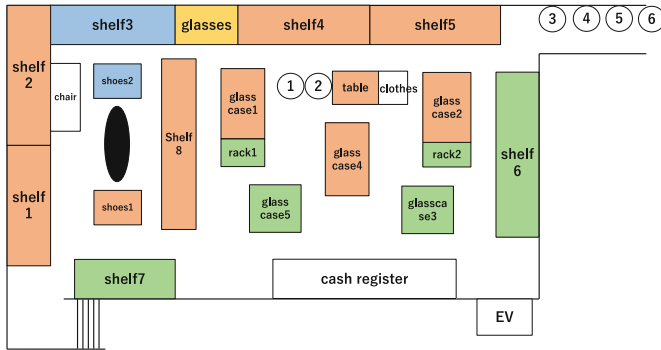 shelf3
glasses
shelf4
shelf5
3
4
5
6
shelf
2
chair
shoes2
Shelf
8
glass
case1
rack1
1
2
table
clothes
glass
case2
rack2
glass
case4
shelf
6
shelf
1
shoes1
glass
case5
glassca
se3
shelf7
cash register
EV